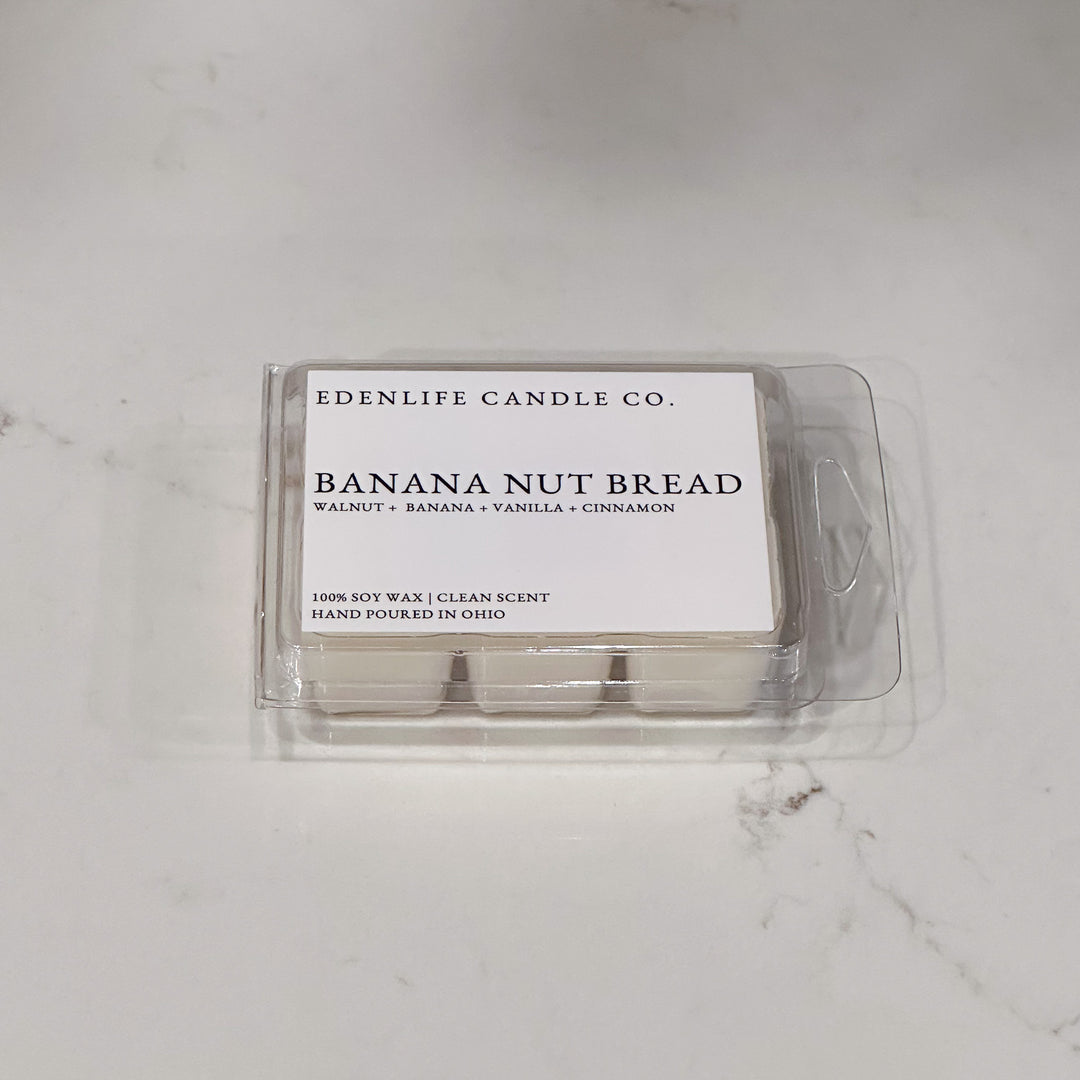 EDENLIFE CANDLE CO.
BANANA NUT BREAD
WALNUT + BANANA + VANILLA + CINNAMON
100% SOY WAX | CLEAN SCENT
HAND POURED IN OHIO